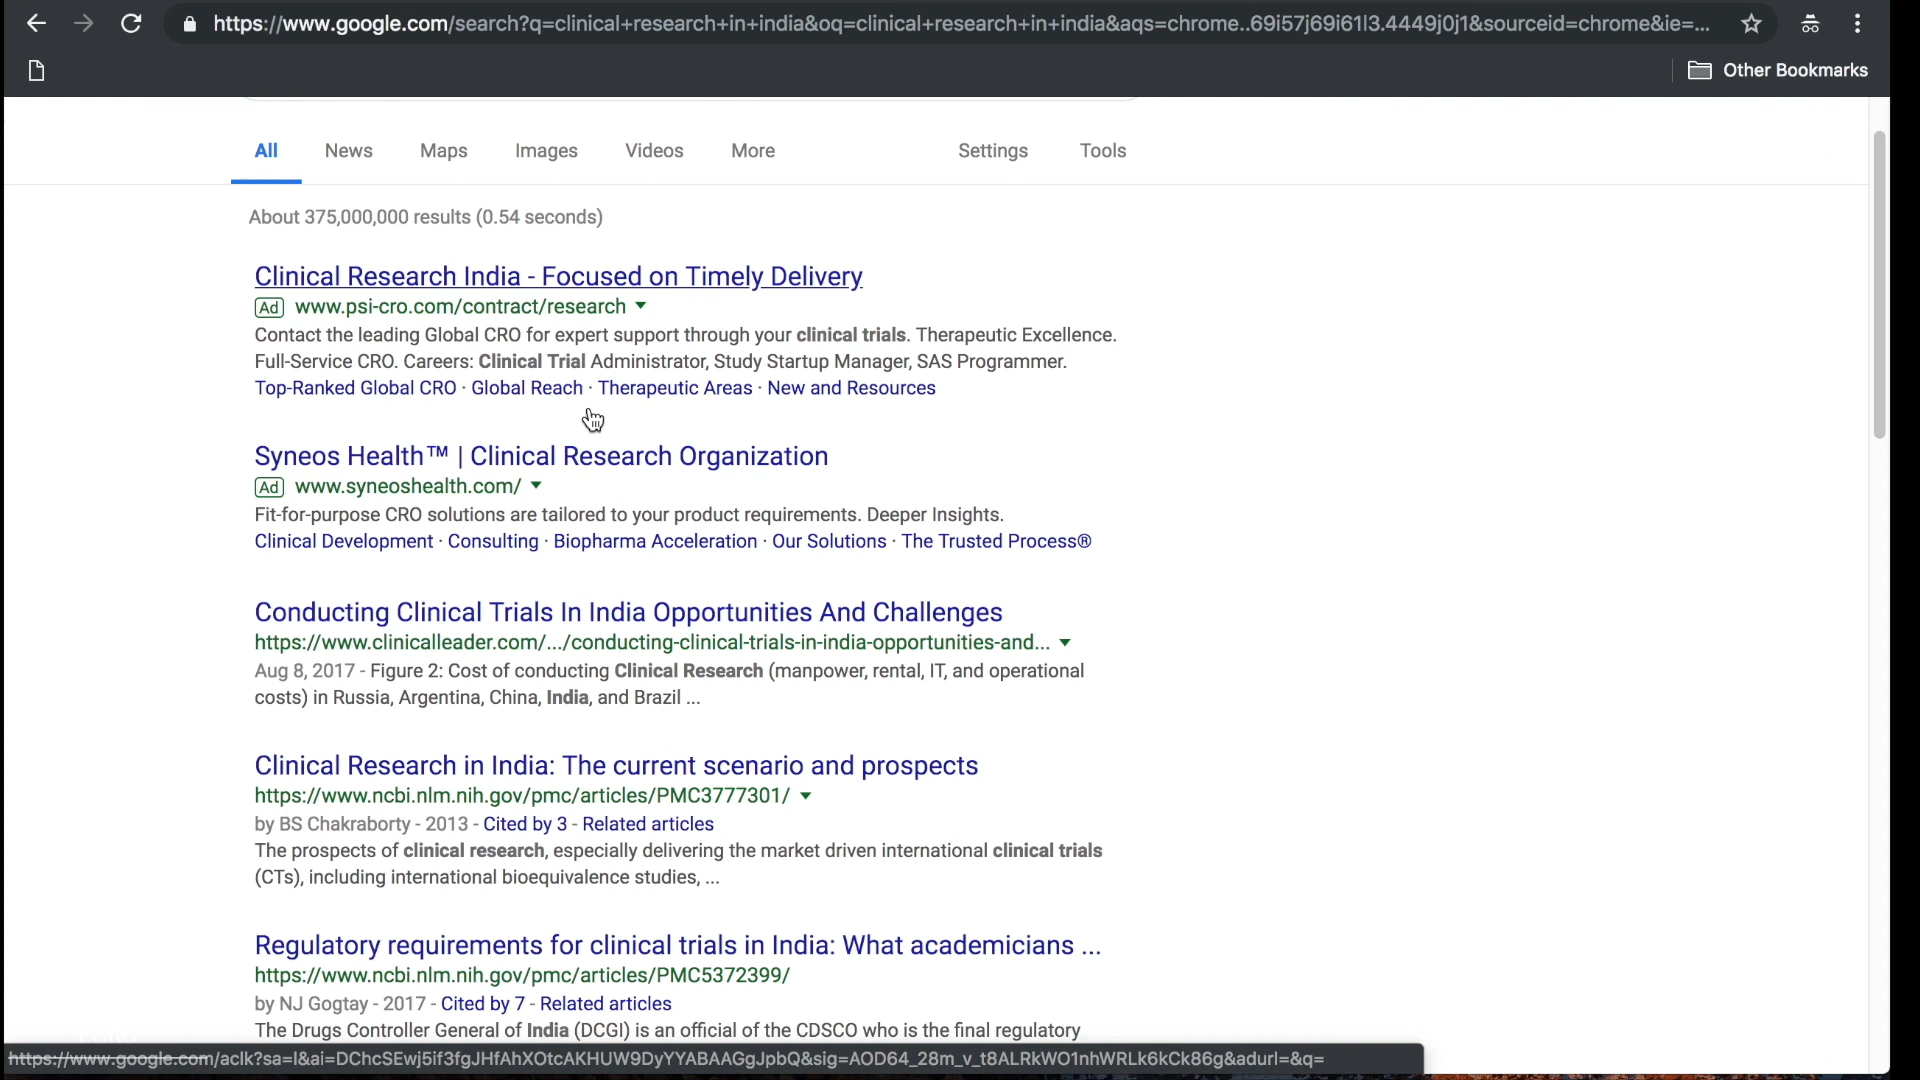 https://www.google.com/search?q=clinical+research+in+india&oq=clinical+research+in+india&aqs=chrome..69i57j69i61l3.4449j0j1&sourceid=chrome&ie=...
Other Bookmarks
All News Maps Images Videos More Settings Tools
About 375,000,000 results (0.54 seconds)
Clinical Research India - Focused on Timely Delivery
Ad www.psi-cro.com/contract/research
Contact the leading Global CRO for expert support through your clinical trials. Therapeutic Excellence.
Full-Service CRO. Careers: Clinical Trial Administrator, Study Startup Manager, SAS Programmer.
Top-Ranked Global CRO · Global Reach · Therapeutic Areas · New and Resources
Syneos Health™ | Clinical Research Organization
Ad www.syneoshealth.com/
Fit-for-purpose CRO solutions are tailored to your product requirements. Deeper Insights.
Clinical Development · Consulting · Biopharma Acceleration · Our Solutions · The Trusted Process®
Conducting Clinical Trials In India Opportunities And Challenges
https://www.clinicalleader.com/.../conducting-clinical-trials-in-india-opportunities-and...
Aug 8, 2017 - Figure 2: Cost of conducting Clinical Research (manpower, rental, IT, and operational
costs) in Russia, Argentina, China, India, and Brazil ...
Clinical Research in India: The current scenario and prospects
https://www.ncbi.nlm.nih.gov/pmc/articles/PMC3777301/
by BS Chakraborty - 2013 - Cited by 3 - Related articles
The prospects of clinical research, especially delivering the market driven international clinical trials
(CTs), including international bioequivalence studies, ...
Regulatory requirements for clinical trials in India: What academicians ...
https://www.ncbi.nlm.nih.gov/pmc/articles/PMC5372399/
by NJ Gogtay - 2017 - Cited by 7 - Related articles
The Drugs Controller General of India (DCGI) is an official of the CDSCO who is the final regulatory
https://www.google.com/aclk?sa=l&ai=DChcSEwj5if3fgJHfAhXOtcAKHUW9DyYYABAAGgJpbQ&sig=AOD64_28m_v_t8ALRkWO1nhWRLk6kCk86g&adurl=&q=